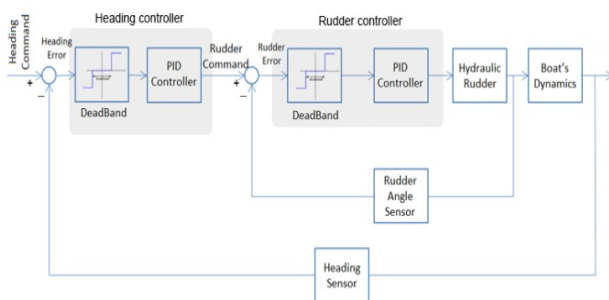 Heading controller
Rudder controller
Heading
Command
Heading
Error
PID
Controller
DeadBand
Rudder
Command
Rudder
Error
PID
Controller
DeadBand
Hydraulic
Rudder
Boat's
Dynamics
+
−
+
−
Rudder
Angle
Sensor
Heading
Sensor